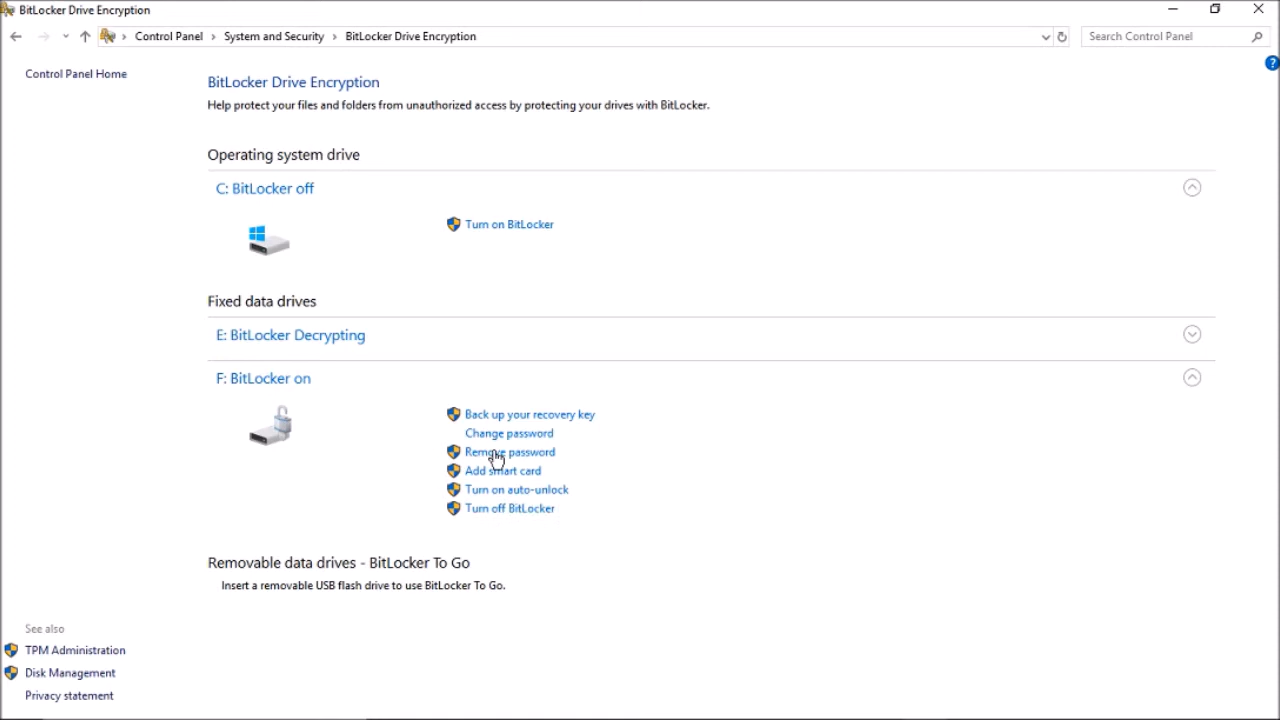 BitLocker Drive Encryption
Control Panel > System and Security > BitLocker Drive Encryption
Search Control Panel
?
Control Panel Home
BitLocker Drive Encryption
Help protect your files and folders from unauthorized access by protecting your drives with BitLocker.
Operating system drive
C: BitLocker off
Turn on BitLocker
Fixed data drives
E: BitLocker Decrypting
F: BitLocker on
Back up your recovery key
Change password
Remove password
Add smart card
Turn on auto-unlock
Turn off BitLocker
Removable data drives - BitLocker To Go
Insert a removable USB flash drive to use BitLocker To Go.
See also
TPM Administration
Disk Management
Privacy statement